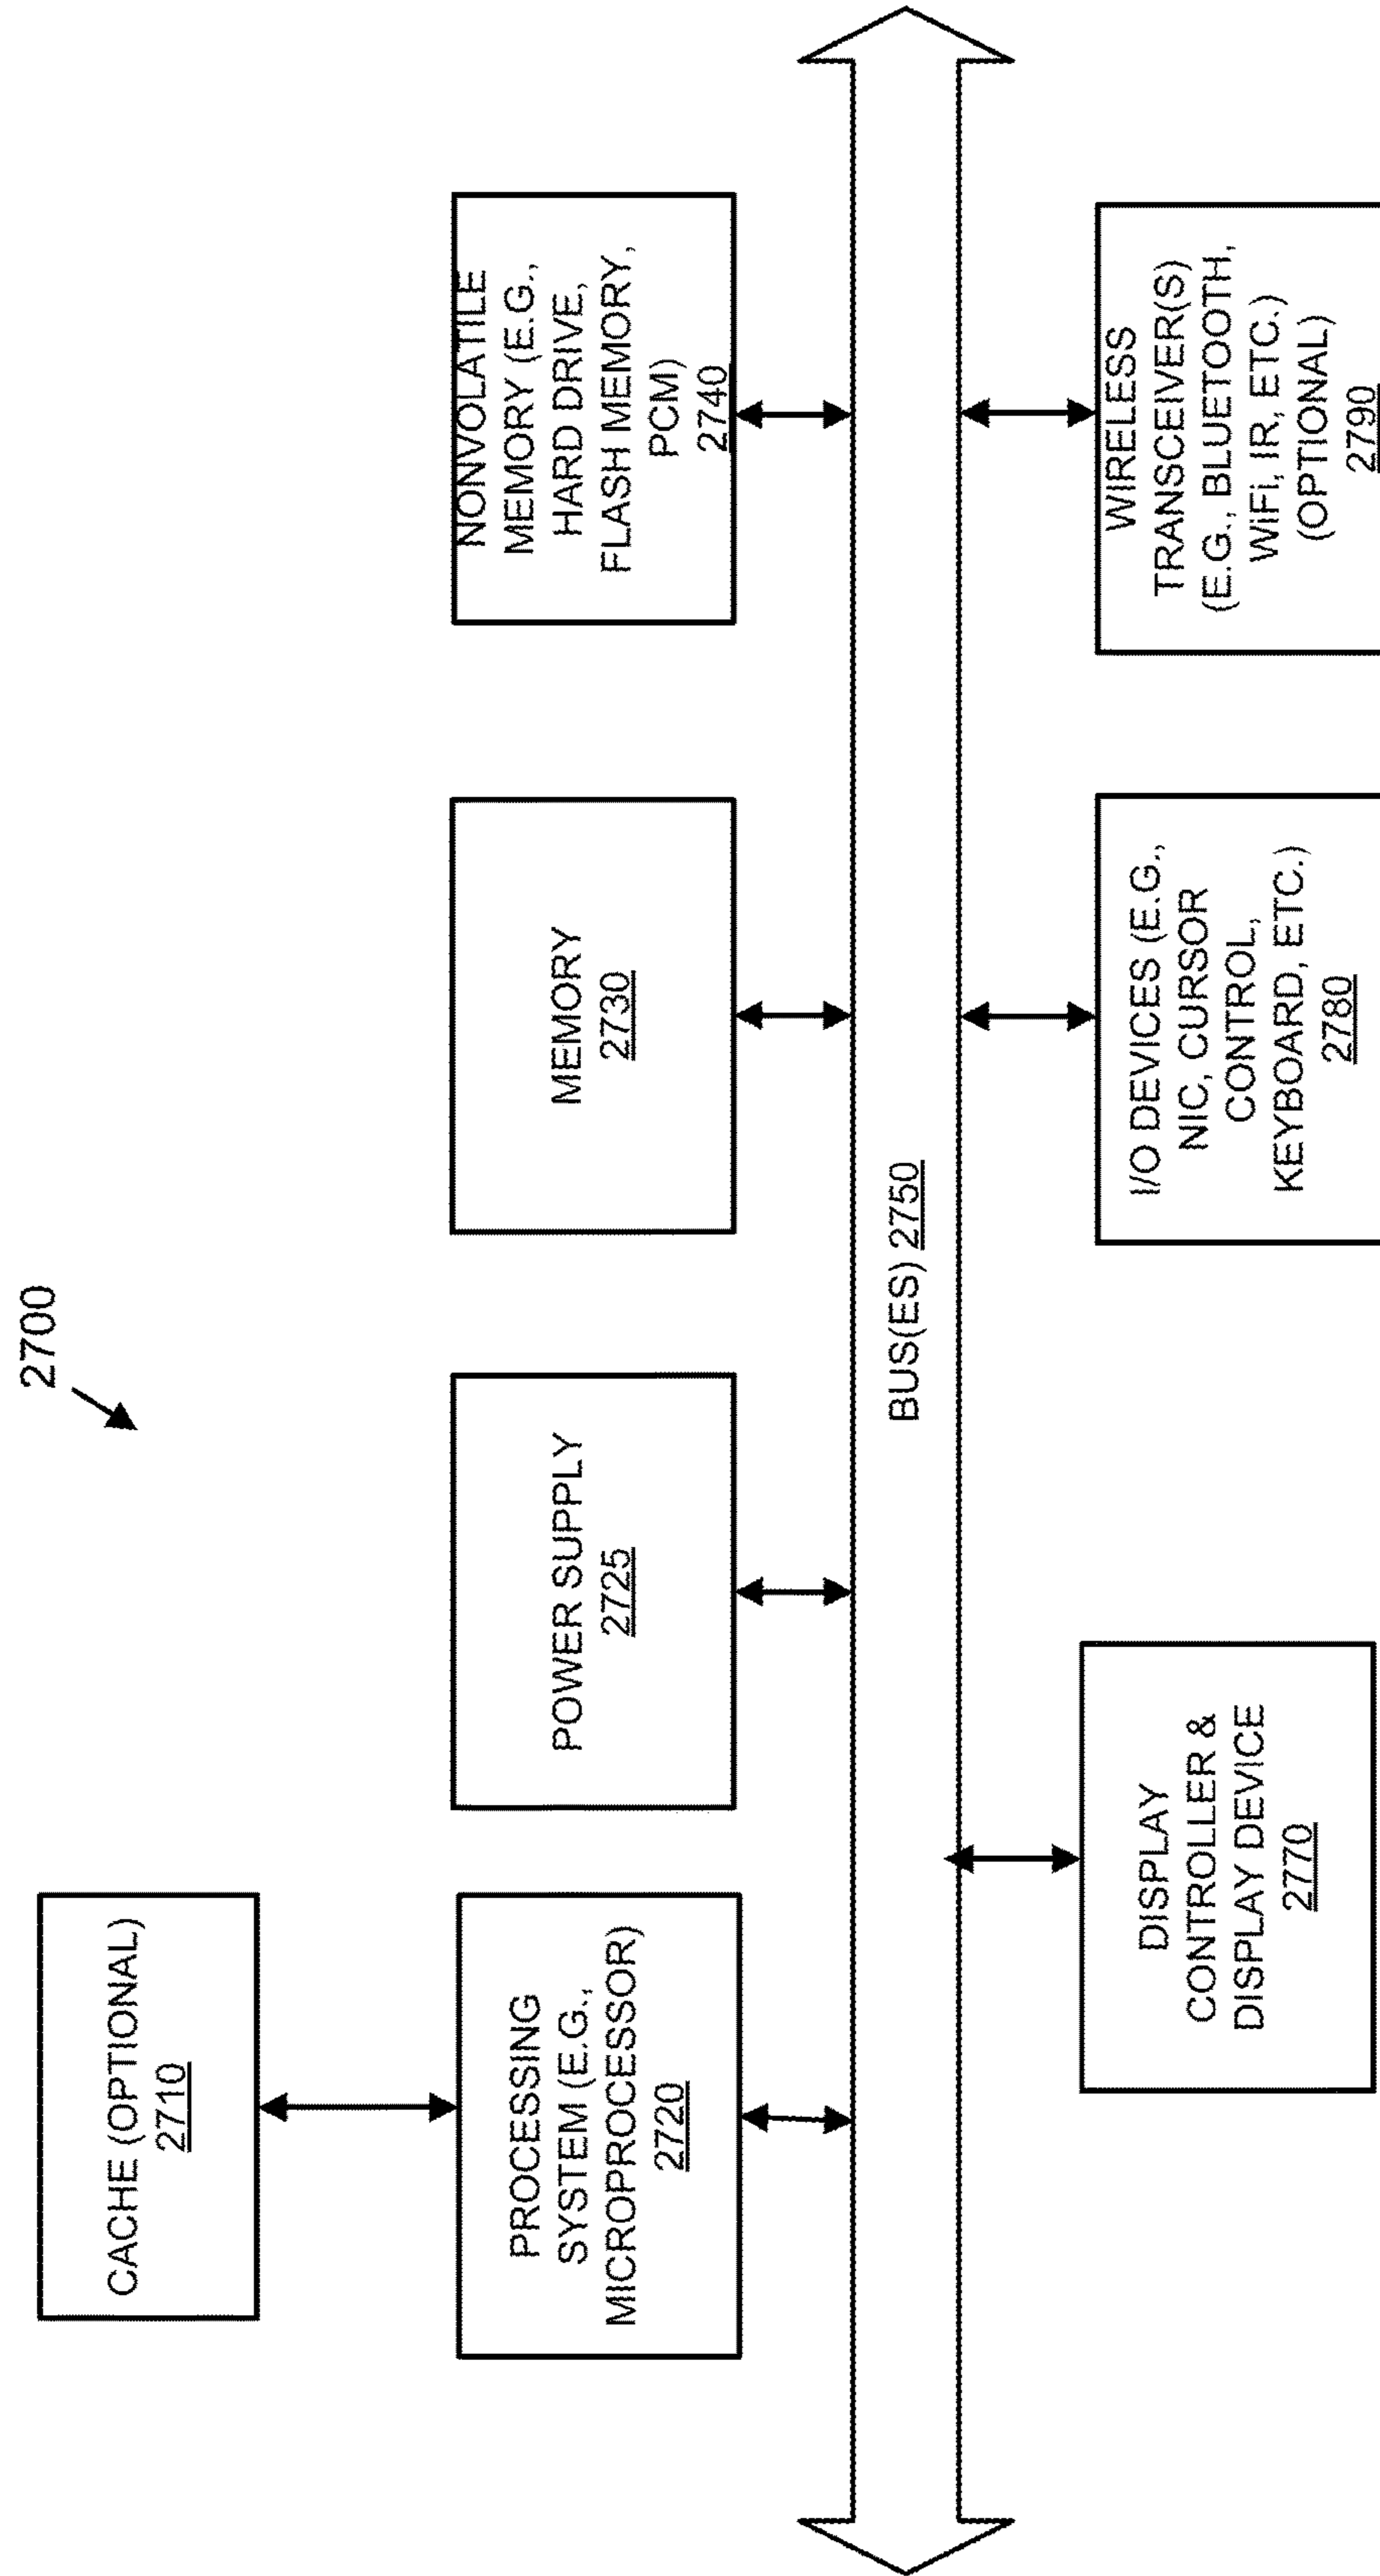 2700
CACHE (OPTIONAL)
2710
PROCESSING
SYSTEM (E.G.,
MICROPROCESSOR)
2720
POWER SUPPLY
2725
MEMORY
2730
NONVOLATILE
MEMORY (E.G.,
HARD DRIVE,
FLASH MEMORY,
PCM)
2740
BUS(ES) 2750
DISPLAY
CONTROLLER &
DISPLAY DEVICE
2770
I/O DEVICES (E.G.,
NIC, CURSOR
CONTROL,
KEYBOARD, ETC.)
2780
WIRELESS
TRANSCEIVER(S)
(E.G., BLUETOOTH,
WiFi, IR, ETC.)
(OPTIONAL)
2790